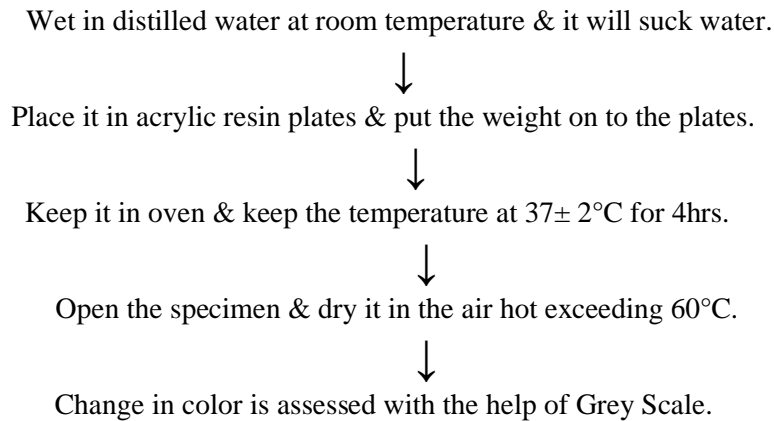 Wet in distilled water at room temperature & it will suck water.
Place it in acrylic resin plates & put the weight on to the plates.
Keep it in oven & keep the temperature at 37± 2°C for 4hrs.
Open the specimen & dry it in the air hot exceeding 60°C.
Change in color is assessed with the help of Grey Scale.